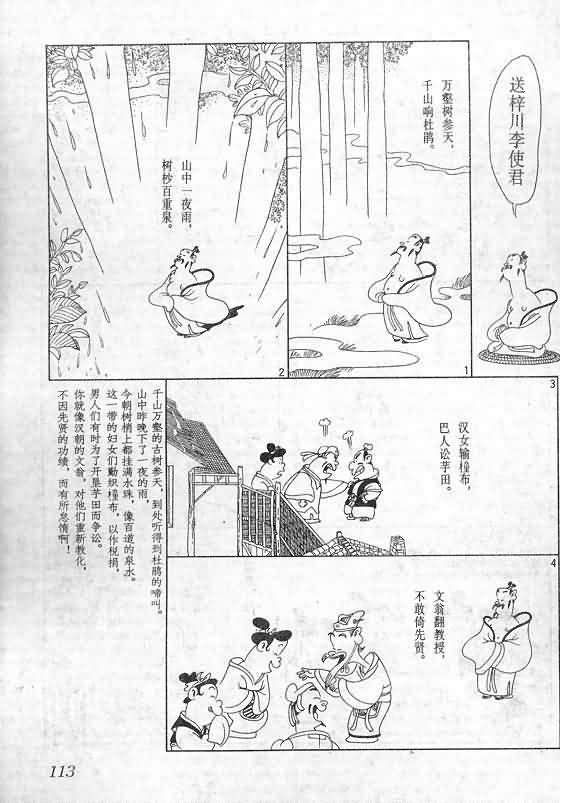 送梓川李使君
万壑树参天，
千山响杜鹃。
1
山中一夜雨，
树杪百重泉。
2
3
汉女输橦布，
巴人讼芋田。
4
文翁翻教授，
不敢倚先贤。
千山万壑的古树参天，到处听得到杜鹃的啼叫。
山中昨晚下了一夜的雨，
今朝树梢上都挂满水珠，像百道的泉水。
这一带的妇女们勤织橦布，以作税捐，
男人们有时为了开垦芋田而争讼。
你就像汉朝的文翁，对他们重新教化，
不因先贤的功绩，而有所怠惰啊！
113